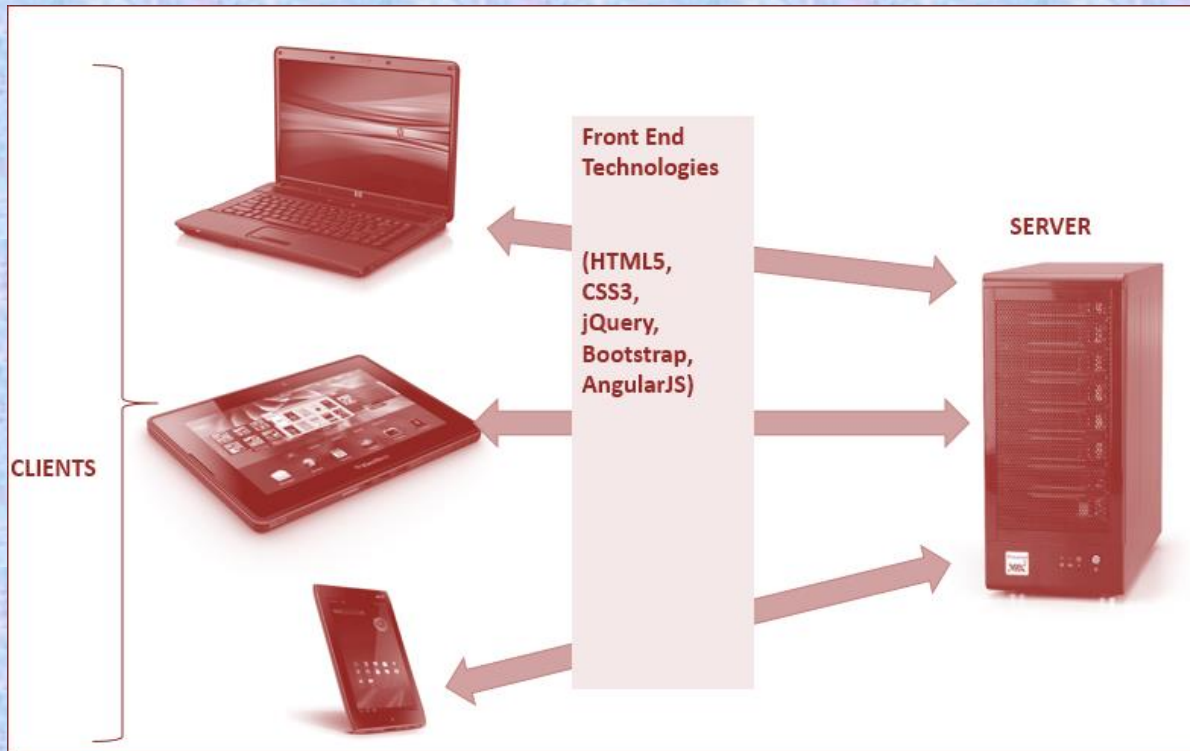 CLIENTS
Front End
Technologies
(HTML5,
CSS3,
jQuery,
Bootstrap,
AngularJS)
SERVER